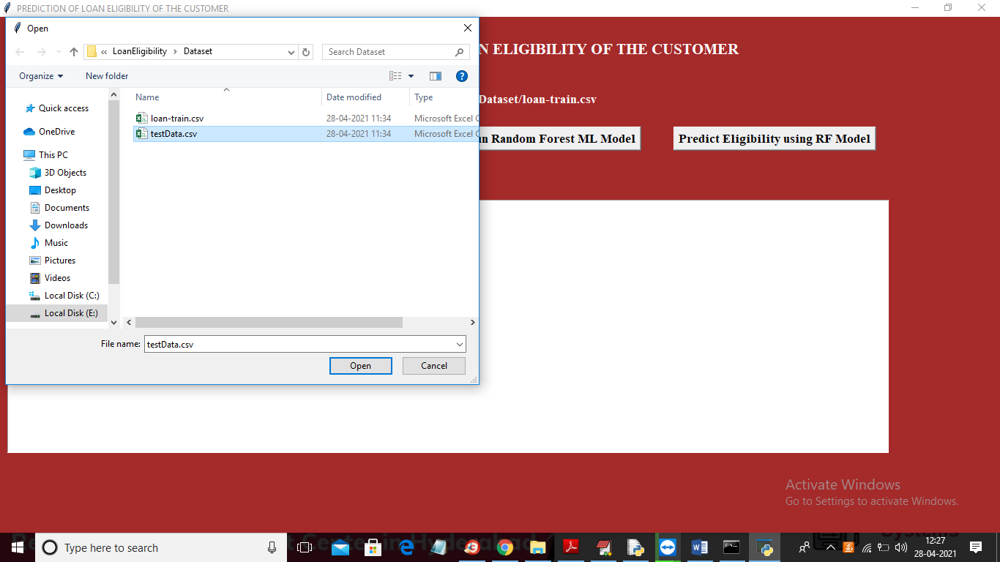 PREDICTION OF LOAN ELIGIBILITY OF THE CUSTOMER
Open
« LoanEligibility › Dataset
Search Dataset
Organize
New folder
Name
Date modified
Type
loan-train.csv
28-04-2021 11:34
Microsoft Excel C
testData.csv
28-04-2021 11:34
Microsoft Excel C
Quick access
OneDrive
This PC
3D Objects
Desktop
Documents
Downloads
Music
Pictures
Videos
Local Disk (C:)
Local Disk (E:)
File name:
testData.csv
Open
Cancel
N ELIGIBILITY OF THE CUSTOMER
Dataset/loan-train.csv
n Random Forest ML Model
Predict Eligibility using RF Model
Activate Windows
Go to Settings to activate Windows.
Type here to search
12:27
28-04-2021